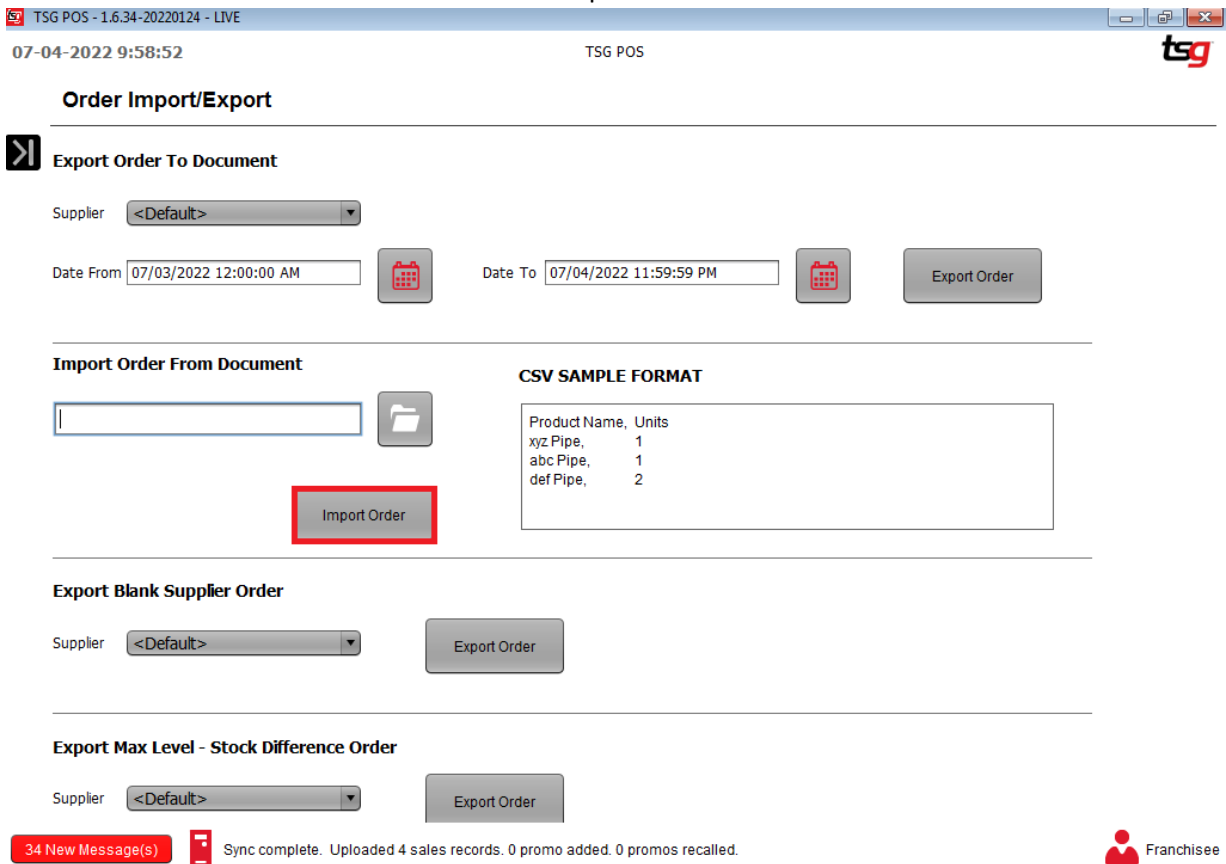 TSG POS - 1.6.34-20220124 - LIVE
07-04-2022 9:58:52
TSG POS
tsg
Order Import/Export
Export Order To Document
Supplier <Default>
Date From 07/03/2022 12:00:00 AM Date To 07/04/2022 11:59:59 PM Export Order
Import Order From Document
CSV SAMPLE FORMAT
Product Name, Units
xyz Pipe, 1
abc Pipe, 1
def Pipe, 2
Import Order
Export Blank Supplier Order
Supplier <Default> Export Order
Export Max Level - Stock Difference Order
Supplier <Default> Export Order
34 New Message(s) Sync complete. Uploaded 4 sales records. 0 promo added. 0 promos recalled. Franchisee